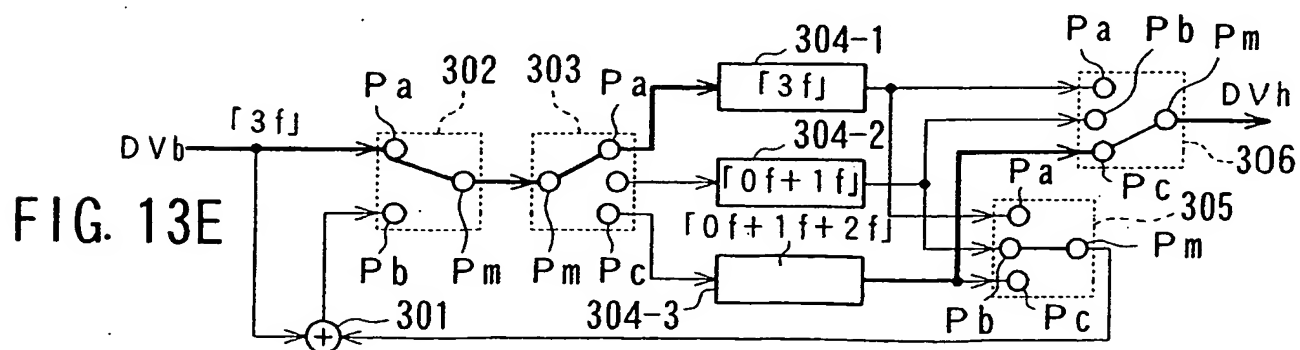 FIG. 13E
DVb
「3f」
Pa
302
Pb
Pm
303
Pa
Pm
Pc
301
+
304-1
「3f」
304-2
「0f+1f」
「0f+1f+2f」
304-3
Pa
Pb
Pm
DVh
306
Pc
Pa
305
Pm
Pb
Pc